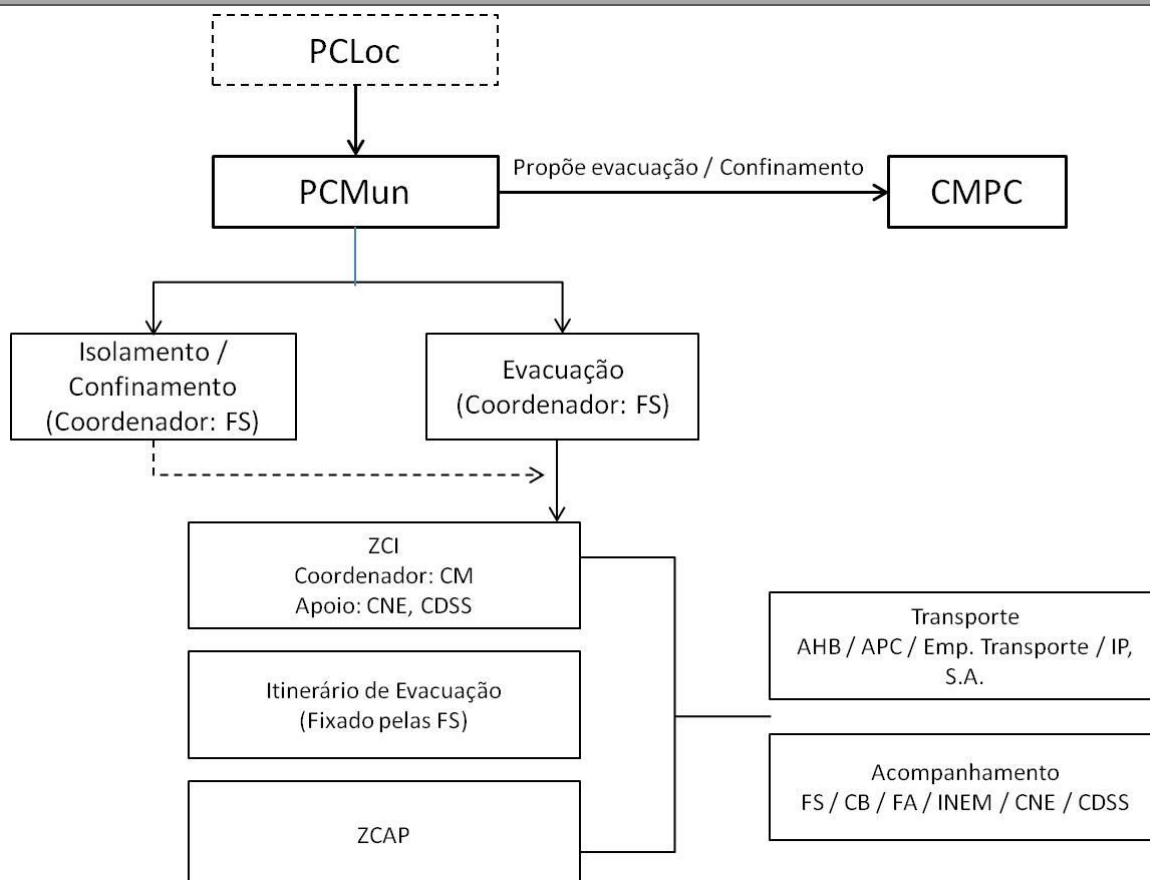 PCLoc
PCMun
Propõe evacuação / Confinamento
CMPC
Isolamento /
Confinamento
(Coordenador: FS)
Evacuação
(Coordenador: FS)
ZCI
Coordenador: CM
Apoio: CNE, CDSS
Itinerário de Evacuação
(Fixado pelas FS)
ZCAP
Transporte
AHB / APC / Emp. Transporte / IP,
S.A.
Acompanhamento
FS / CB / FA / INEM / CNE / CDSS